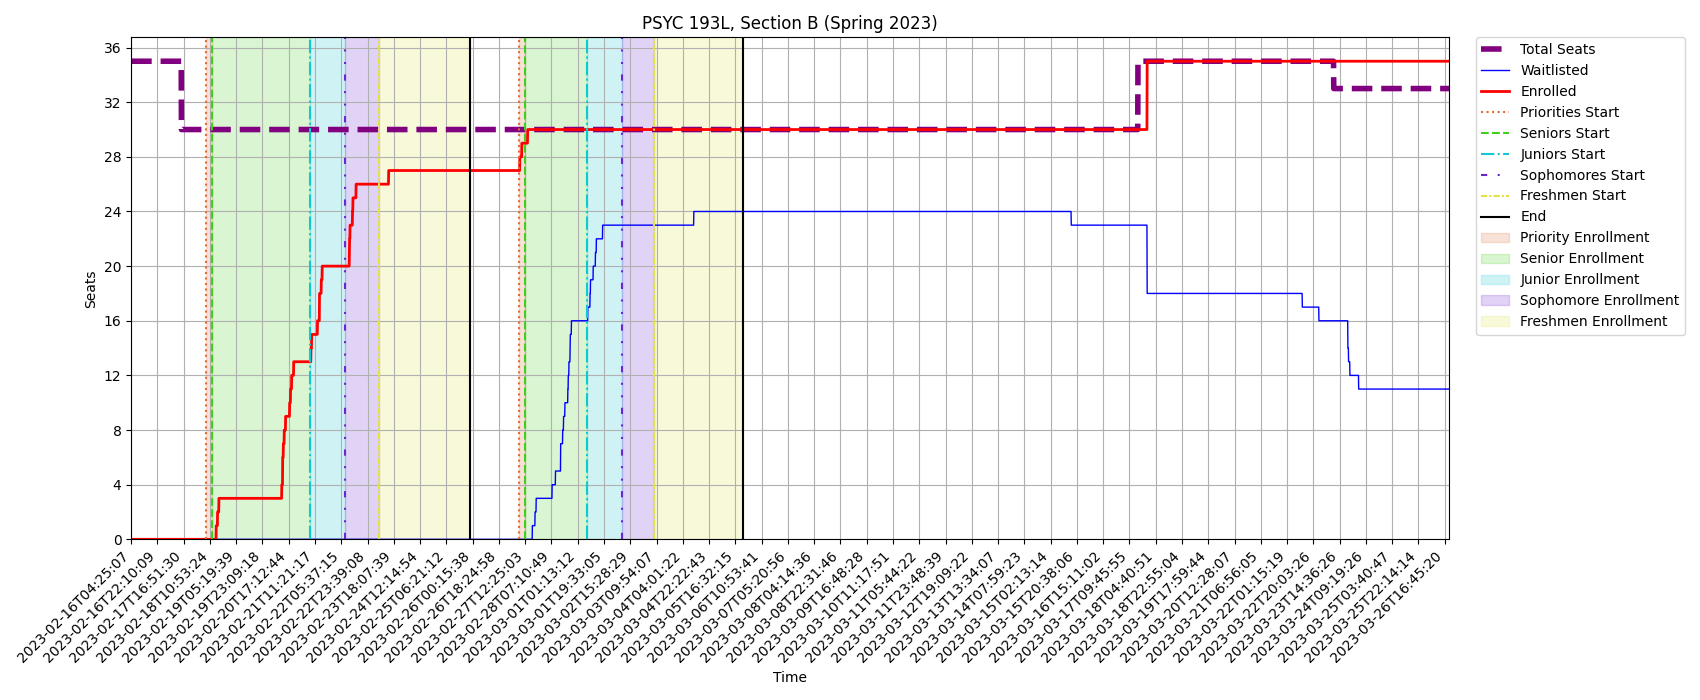 PSYC 193L, Section B (Spring 2023)
Seats
36
32
28
24
20
16
12
8
4
0
2023-02-16T04:25:07
2023-02-16T22:10:09
2023-02-17T16:51:30
2023-02-18T10:53:24
2023-02-19T05:19:39
2023-02-19T23:09:18
2023-02-20T17:12:44
2023-02-21T11:21:17
2023-02-22T05:37:15
2023-02-22T23:39:08
2023-02-23T18:07:39
2023-02-24T12:14:54
2023-02-25T06:21:12
2023-02-26T00:15:38
2023-02-26T18:24:58
2023-02-27T12:25:03
2023-02-28T07:10:49
2023-03-01T01:13:12
2023-03-01T19:33:05
2023-03-02T15:28:29
2023-03-03T09:54:07
2023-03-04T04:01:22
2023-03-04T22:22:43
2023-03-05T16:32:15
2023-03-06T10:53:41
2023-03-07T05:20:56
2023-03-08T04:14:36
2023-03-08T22:31:46
2023-03-09T16:48:28
2023-03-10T11:17:51
2023-03-11T05:44:22
2023-03-11T23:48:39
2023-03-12T19:09:22
2023-03-13T13:34:07
2023-03-14T07:59:23
2023-03-15T02:13:14
2023-03-15T20:38:06
2023-03-16T15:11:02
2023-03-17T09:45:55
2023-03-18T04:40:51
2023-03-18T22:55:04
2023-03-19T17:59:44
2023-03-20T12:28:07
2023-03-21T06:56:05
2023-03-22T01:15:19
2023-03-22T20:03:26
2023-03-23T14:36:26
2023-03-24T09:19:26
2023-03-25T03:40:47
2023-03-25T22:14:14
2023-03-26T16:45:20
Time
Total Seats
Waitlisted
Enrolled
Priorities Start
Seniors Start
Juniors Start
Sophomores Start
Freshmen Start
End
Priority Enrollment
Senior Enrollment
Junior Enrollment
Sophomore Enrollment
Freshmen Enrollment